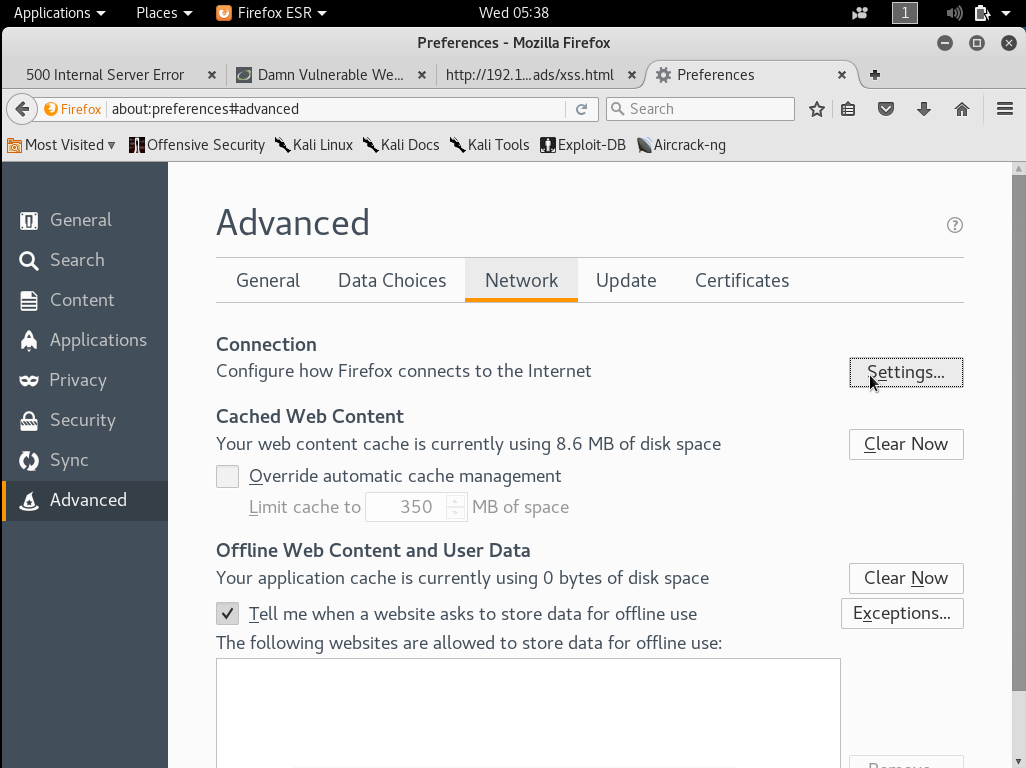 Applications Places Firefox ESR Wed 05:38 1
Preferences - Mozilla Firefox
500 Internal Server Error Damn Vulnerable We... http://192.1...ads/xss.html Preferences
Firefox about:preferences#advanced Search
Most Visited Offensive Security Kali Linux Kali Docs Kali Tools Exploit-DB Aircrack-ng
General
Search
Content
Applications
Privacy
Security
Sync
Advanced
Advanced
General Data Choices Network Update Certificates
Connection
Configure how Firefox connects to the Internet Settings...
Cached Web Content
Your web content cache is currently using 8.6 MB of disk space Clear Now
Override automatic cache management
Limit cache to 350 MB of space
Offline Web Content and User Data
Your application cache is currently using 0 bytes of disk space Clear Now
Tell me when a website asks to store data for offline use Exceptions...
The following websites are allowed to store data for offline use: